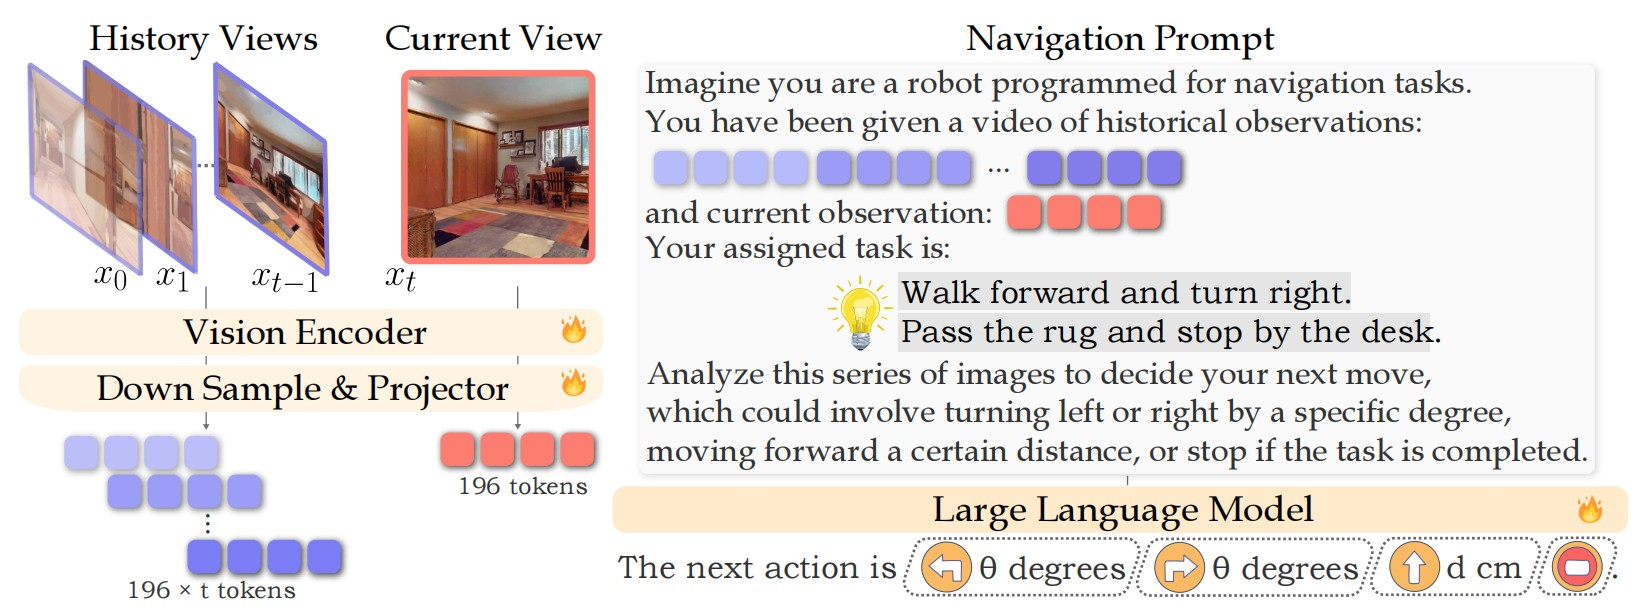 History Views
Current View
x0
x1
...
xt−1
xt
Vision Encoder
Down Sample & Projector
196 tokens
196 × t tokens
Navigation Prompt
Imagine you are a robot programmed for navigation tasks.
You have been given a video of historical observations:
...
and current observation:
Your assigned task is:
Walk forward and turn right.
Pass the rug and stop by the desk.
Analyze this series of images to decide your next move,
which could involve turning left or right by a specific degree,
moving forward a certain distance, or stop if the task is completed.
Large Language Model
The next action is θ degrees θ degrees d cm .